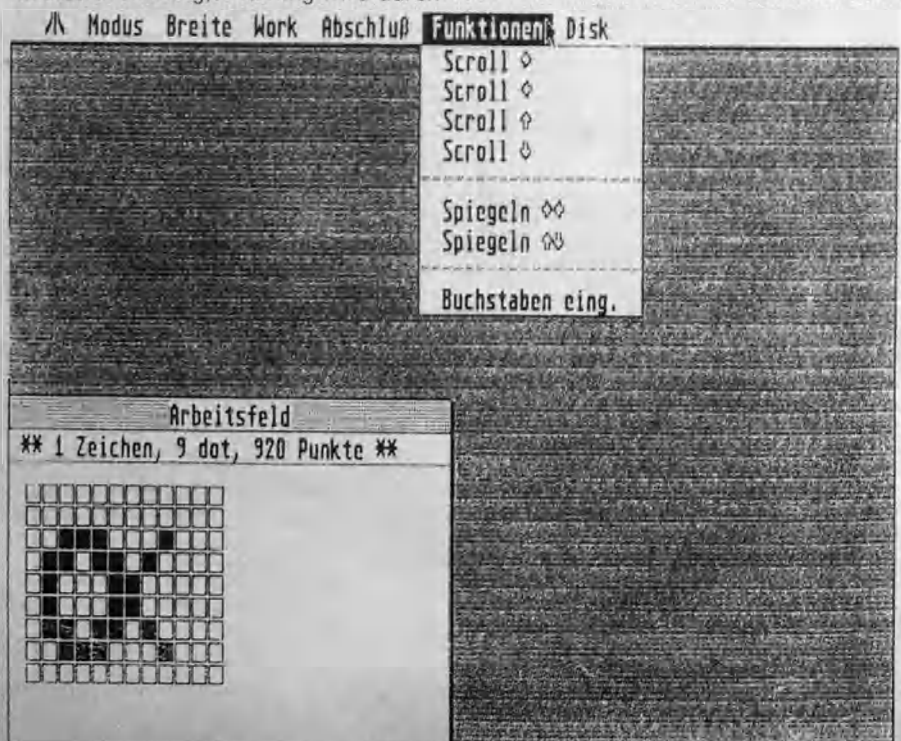 Modus Breite Work Abschluß Funktionen Disk
Scroll ⬨
Scroll ⬨
Scroll ⇧
Scroll ⇩
Spiegeln ⬨⬨
Spiegeln ⇧⇩
Buchstaben eing.
Arbeitsfeld
** 1 Zeichen, 9 dot, 920 Punkte **